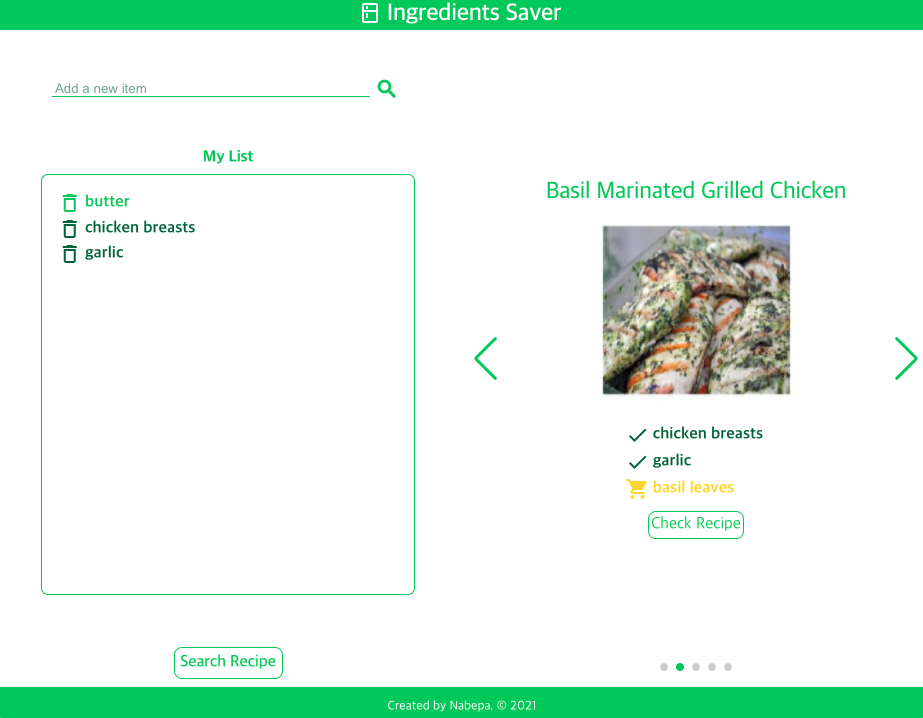 Ingredients Saver
Add a new item
My List
butter
chicken breasts
garlic
Search Recipe
Basil Marinated Grilled Chicken
chicken breasts
garlic
basil leaves
Check Recipe
Created by Nabepa. © 2021